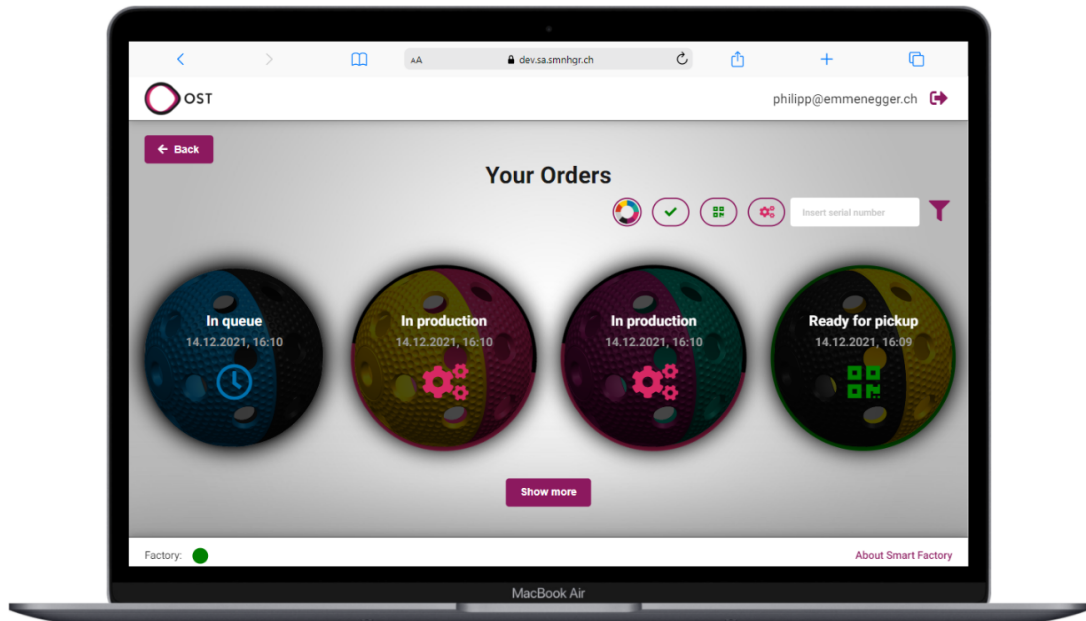 AA dev.sa.smnhgr.ch
OST
philipp@emmenegger.ch
Back
Your Orders
Insert serial number
In queue
14.12.2021, 16:10
In production
14.12.2021, 16:10
In production
14.12.2021, 16:10
Ready for pickup
14.12.2021, 16:09
Show more
Factory:
About Smart Factory
MacBook Air